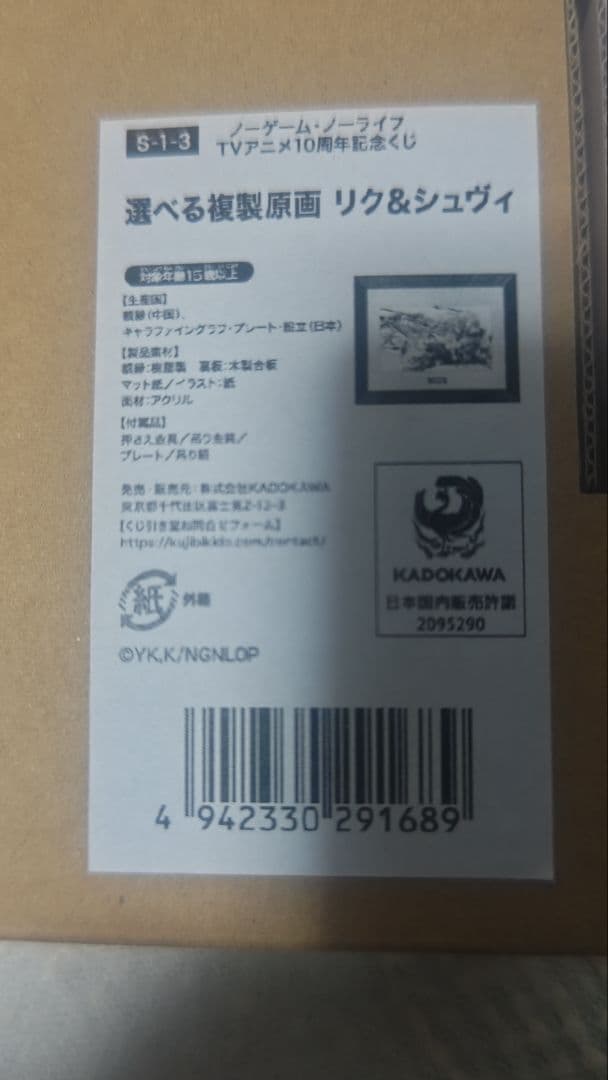 S-1-3
ノーゲーム・ノーライフ
TVアニメ10周年記念くじ
選べる複製原画 リク&シュヴィ
対象年齢15歳以上
【生産国】
額縁(中国)、
キャラファイングラフ・プレート・組立(日本)
【製品素材】
額縁:樹脂製 裏板:木製合板
マット紙/イラスト:紙
面材:アクリル
【付属品】
押さえ金具/吊り金具/
プレート/吊り紐
発売・販売元:株式会社KADOKAWA
東京都千代田区富士見2-13-3
【くじ引き堂お問合せフォーム】
紙 外箱
©YK,K/NGNLOP
KADOKAWA
日本国内販売許諾
2095290
4 942330 291689